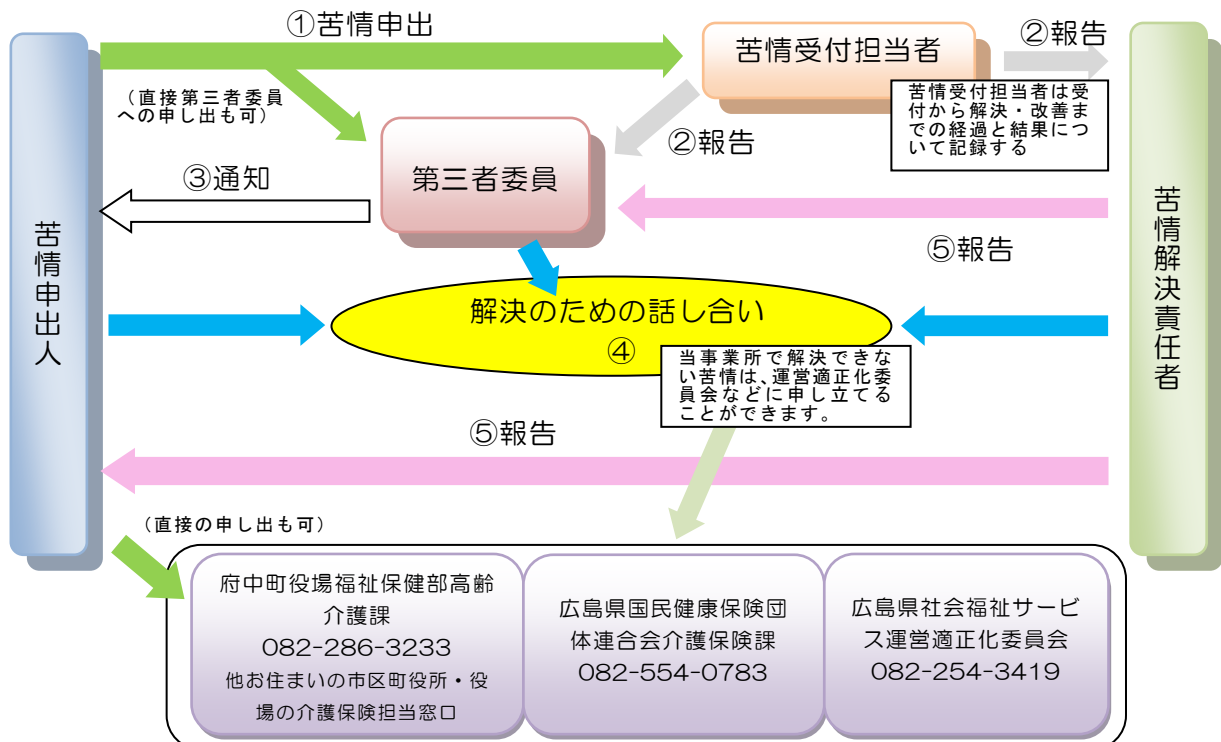 ①苦情申出
苦情受付担当者
②報告
（直接第三者委員
への申し出も可）
苦情受付担当者は受
付から解決・改善ま
での経過と結果につ
いて記録する
②報告
第三者委員
③通知
苦情申出人
苦情解決責任者
⑤報告
解決のための話し合い
④
当事業所で解決できな
い苦情は、運営適正化委
員会などに申し立てる
ことができます。
⑤報告
（直接の申し出も可）
府中町役場福祉保健部高齢
介護課
082-286-3233
他お住まいの市区町役所・役
場の介護保険担当窓口
広島県国民健康保険団
体連合会介護保険課
082-554-0783
広島県社会福祉サービ
ス運営適正化委員会
082-254-3419